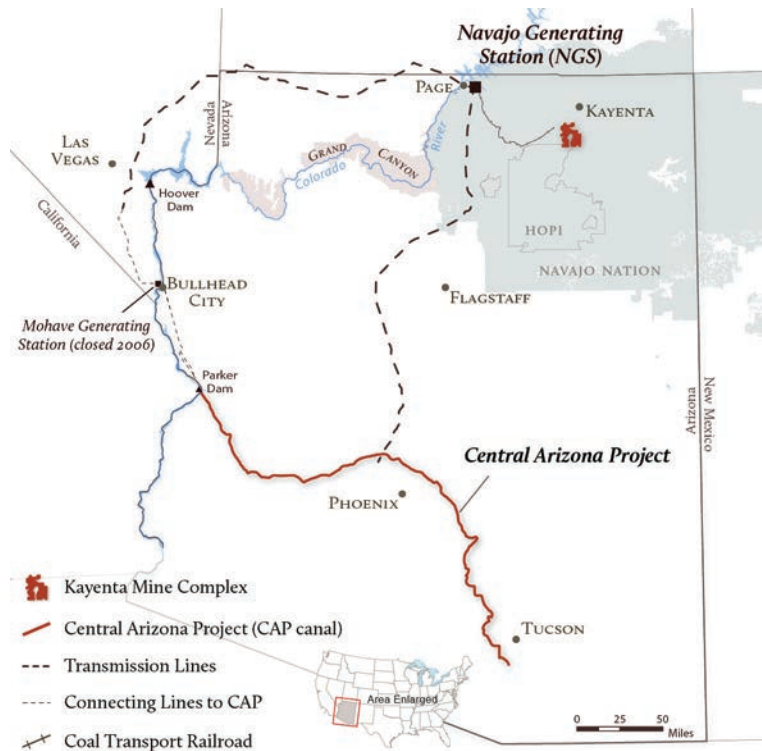 Navajo Generating
Station (NGS)
PAGE
KAYENTA
LAS
VEGAS
Nevada
Arizona
GRAND
CANYON
Colorado
River
Hoover
Dam
California
HOPI
NAVAJO NATION
BULLHEAD
CITY
FLAGSTAFF
Mohave Generating
Station (closed 2006)
Parker
Dam
Arizona
New Mexico
Central Arizona Project
PHOENIX
TUCSON
Kayenta Mine Complex
Central Arizona Project (CAP canal)
Transmission Lines
Connecting Lines to CAP
Coal Transport Railroad
Area Enlarged
0 25 50
Miles